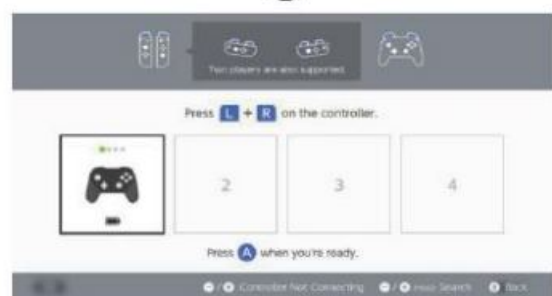 Two players are also supported.
Press L + R on the controller.
2 3 4
Press A when you're ready.
Controller Not Connecting Search Back